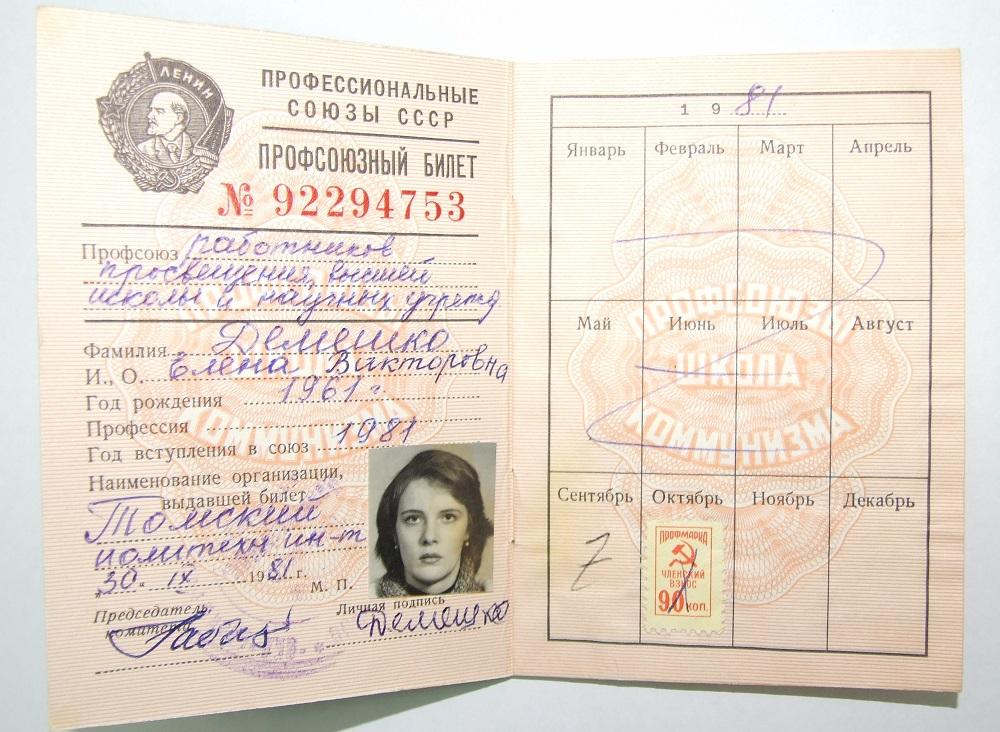 ЛЕНИН
ПРОФЕССИОНАЛЬНЫЕ
СОЮЗЫ СССР
ПРОФСОЮЗНЫЙ БИЛЕТ
№ 92294753
Профсоюз работников
просвещения, высшей
школы и научных учрежд.
Фамилия Демешко
И., О. Елена Викторовна
Год рождения 1961 г.
Профессия
Год вступления в союз 1981
Наименование организации,
выдавшей билет
Томский
политехн ин-т
„30" IX 1981 г.
М. П.
Председатель
комитета
Личная подпись
Демешко
1981
Январь Февраль Март Апрель
Май Июнь Июль Август
ПРОФСОЮЗЫ
ШКОЛА
КОММУНИЗМА
Сентябрь Октябрь Ноябрь Декабрь
ПРОФМАРКА
ЧЛЕНСКИЙ
ВЗНОС
90 КОП.